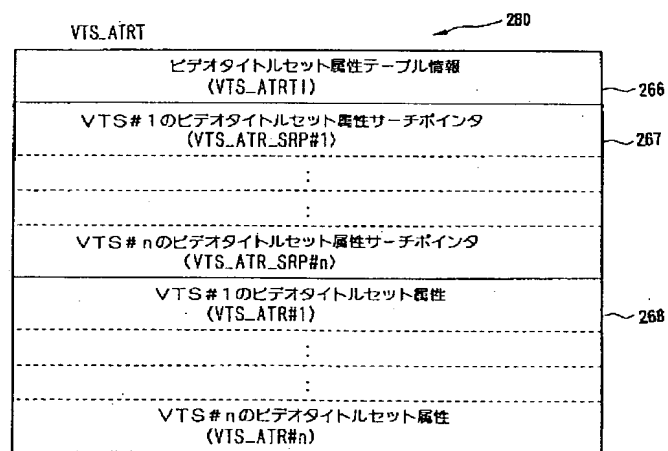 VTS_ATRT
280
ビデオタイトルセット属性テーブル情報
(VTS_ATRTI)
266
VTS#1のビデオタイトルセット属性サーチポインタ
(VTS_ATR_SRP#1)
267
:
:
VTS#nのビデオタイトルセット属性サーチポインタ
(VTS_ATR_SRP#n)
VTS#1のビデオタイトルセット属性
(VTS_ATR#1)
268
:
:
VTS#nのビデオタイトルセット属性
(VTS_ATR#n)